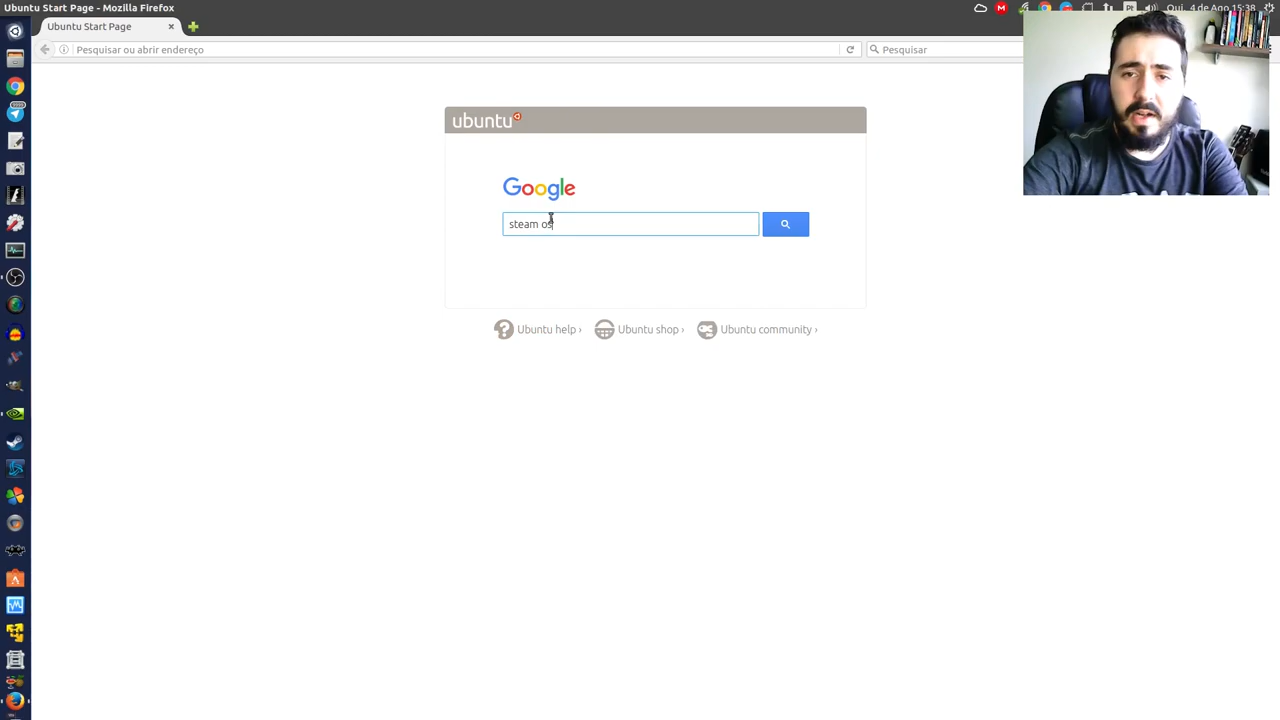 Ubuntu Start Page - Mozilla Firefox
Qui, 4 de Ago 15:38
Ubuntu Start Page
Pesquisar ou abrir endereço
Pesquisar
ubuntu
Google
steam os
Ubuntu help ›
Ubuntu shop ›
Ubuntu community ›